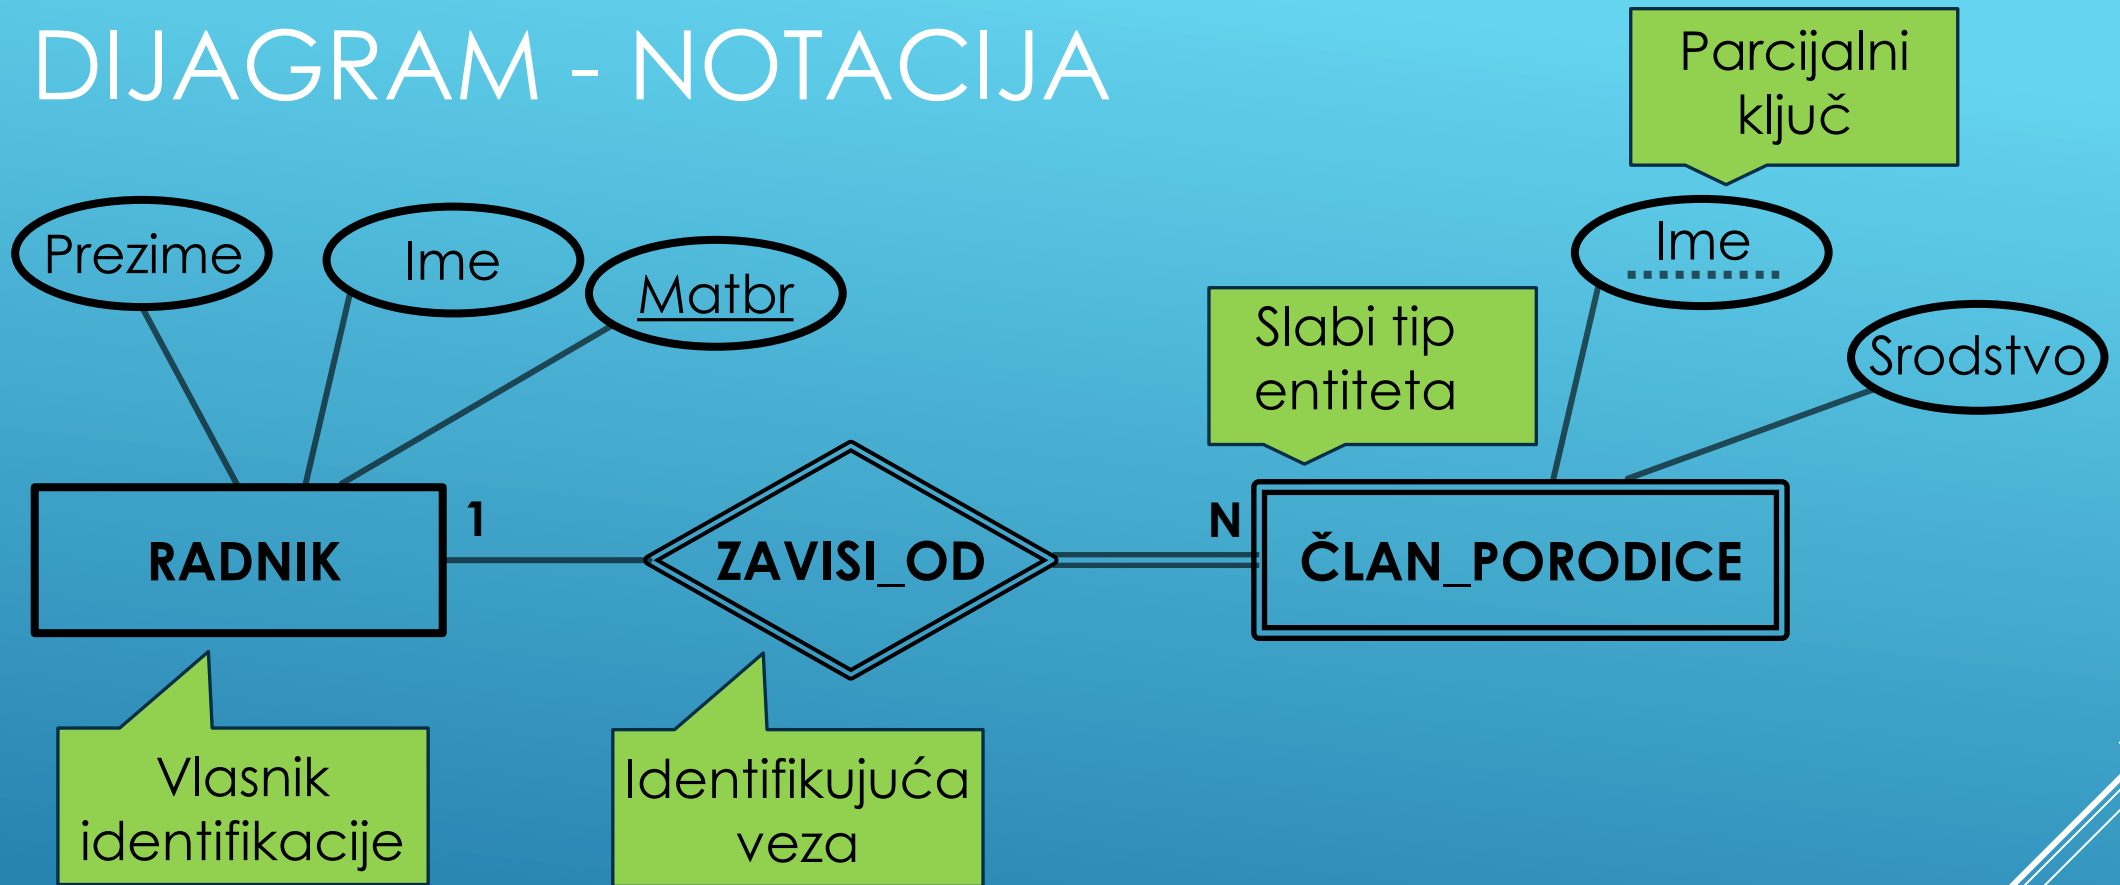 DIJAGRAM - NOTACIJA
Parcijalni
ključ
Prezime
Ime
Matbr
Ime
Slabi tip
entiteta
Srodstvo
RADNIK
1
ZAVISI_OD
N
ČLAN_PORODICE
Vlasnik
identifikacije
Identifikujuća
veza